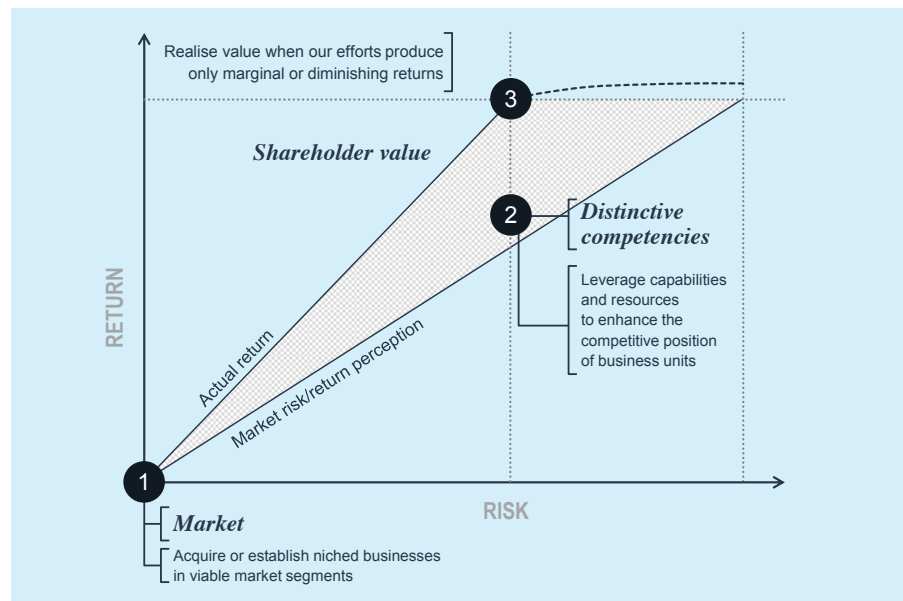 Realise value when our efforts produce
only marginal or diminishing returns
3
Shareholder value
2
Distinctive
competencies
Leverage capabilities
and resources
to enhance the
competitive position
of business units
RETURN
Actual return
Market risk/return perception
1
RISK
Market
Acquire or establish niched businesses
in viable market segments